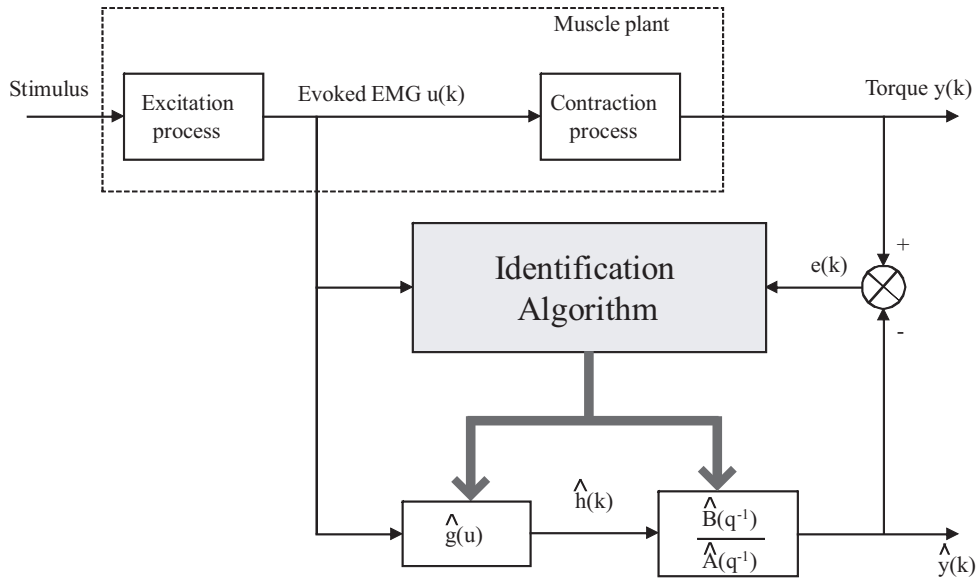 Muscle plant
Stimulus
Excitation
process
Evoked EMG u(k)
Contraction
process
Torque y(k)
+
e(k)
-
Identification
Algorithm
ĝ(u)
ĥ(k)
B̂(q⁻¹)
Â(q⁻¹)
ŷ(k)